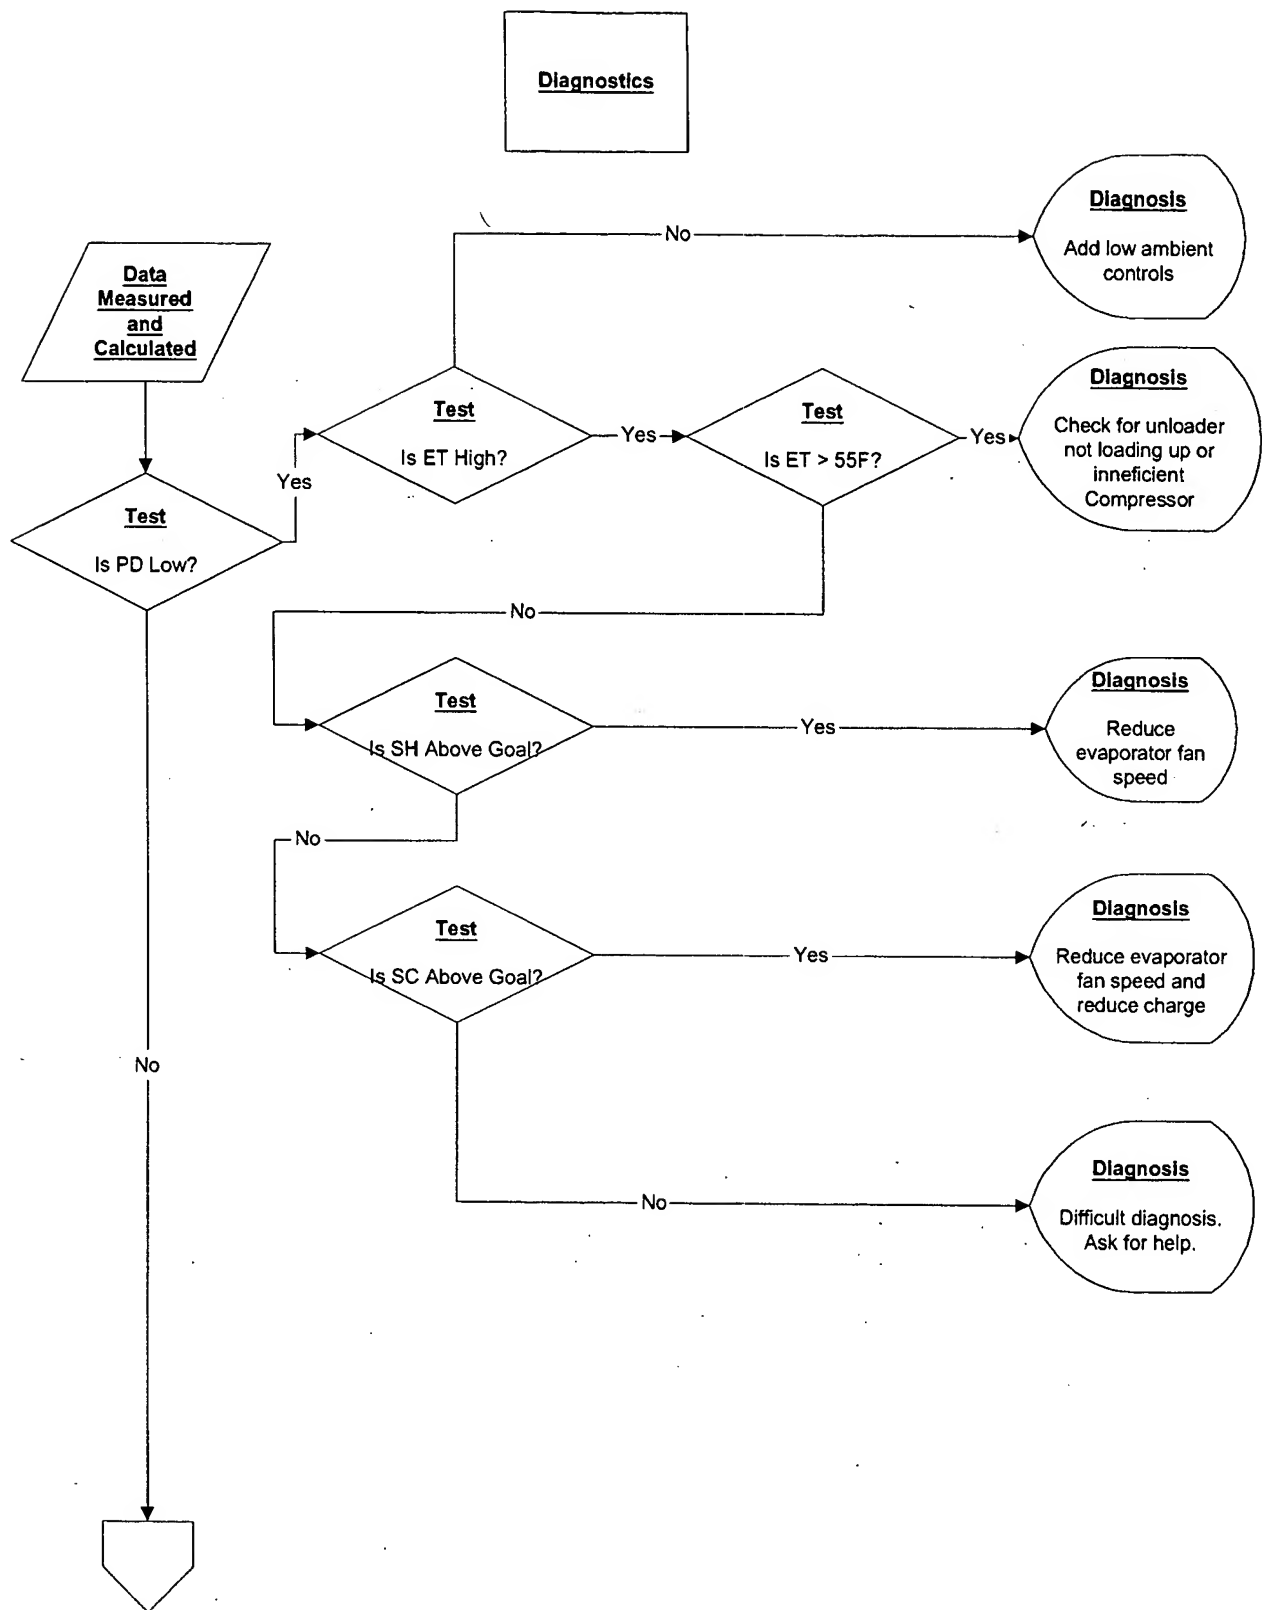 Diagnostics
Diagnosis
Add low ambient
controls
No
Data
Measured
and
Calculated
Diagnosis
Check for unloader
not loading up or
inneficient
Compressor
Test
Is ET High?
Yes
Test
Is ET > 55F?
Yes
Yes
Test
Is PD Low?
No
Test
Is SH Above Goal?
Yes
Diagnosis
Reduce
evaporator fan
speed
No
Test
Is SC Above Goal?
Yes
Diagnosis
Reduce evaporator
fan speed and
reduce charge
No
No
Diagnosis
Difficult diagnosis.
Ask for help.